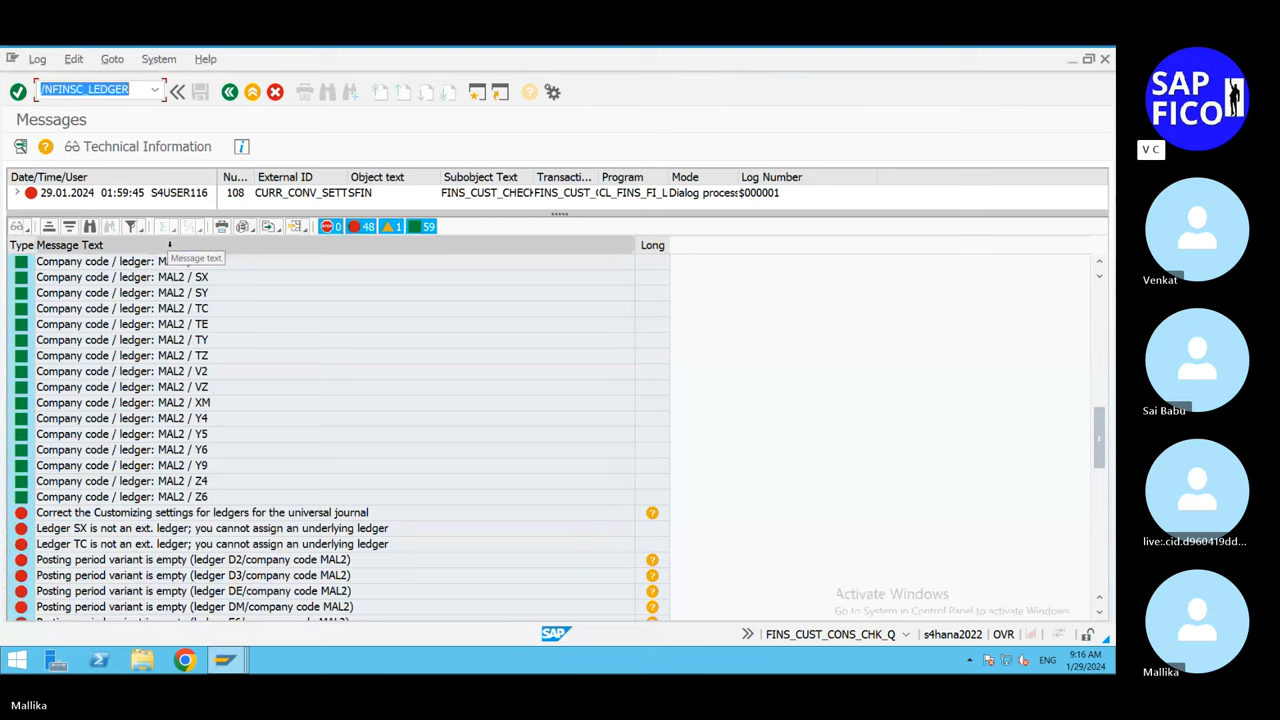 Log Edit Goto System Help
/NFINSC_LEDGER
Messages
Technical Information
Date/Time/User Nu... External ID Object text Subobject Text Transacti... Program Mode Log Number
29.01.2024 01:59:45 S4USER116 108 CURR_CONV_SETT SFIN FINS_CUST_CHECK FINS_CUST_ CL_FINS_FI_L Dialog process $000001
0 48 1 59
Type Message Text Long
Message text
Company code / ledger: MA
Company code / ledger: MAL2 / SX
Company code / ledger: MAL2 / SY
Company code / ledger: MAL2 / TC
Company code / ledger: MAL2 / TE
Company code / ledger: MAL2 / TY
Company code / ledger: MAL2 / TZ
Company code / ledger: MAL2 / V2
Company code / ledger: MAL2 / VZ
Company code / ledger: MAL2 / XM
Company code / ledger: MAL2 / Y4
Company code / ledger: MAL2 / Y5
Company code / ledger: MAL2 / Y6
Company code / ledger: MAL2 / Y9
Company code / ledger: MAL2 / Z4
Company code / ledger: MAL2 / Z6
Correct the Customizing settings for ledgers for the universal journal
Ledger SX is not an ext. ledger; you cannot assign an underlying ledger
Ledger TC is not an ext. ledger; you cannot assign an underlying ledger
Posting period variant is empty (ledger D2/company code MAL2)
Posting period variant is empty (ledger D3/company code MAL2)
Posting period variant is empty (ledger DE/company code MAL2)
Posting period variant is empty (ledger DM/company code MAL2)
Activate Windows
Go to System in Control Panel to activate Windows.
SAP FINS_CUST_CONS_CHK_Q s4hana2022 OVR
ENG 9:16 AM
1/29/2024
Mallika
SAP
FICO
V C
Venkat
Sai Babu
live:.cid.d960419dd...
Mallika